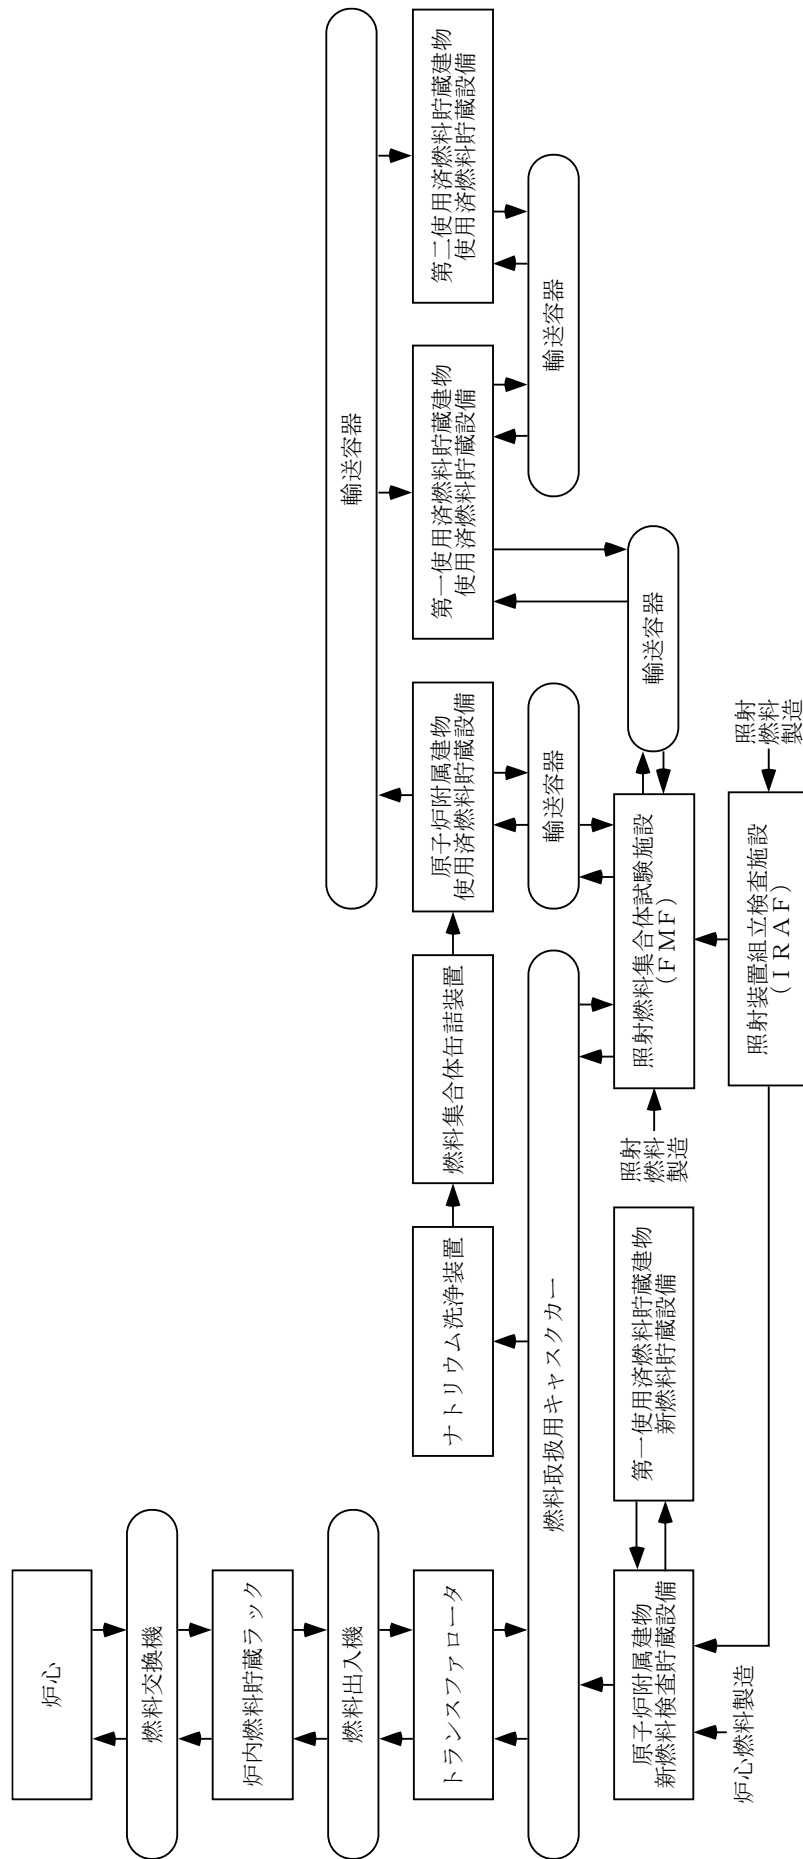 炉心
燃料交換機
炉内燃料貯蔵ラック
燃料出入機
トランスファロータ
燃料取扱用キャスクカー
原子炉附属建物
新燃料検査貯蔵設備
炉心燃料製造
第一使用済燃料貯蔵建物
新燃料貯蔵設備
ナトリウム洗浄装置
燃料集合体缶詰装置
原子炉附属建物
使用済燃料貯蔵設備
輸送容器
第一使用済燃料貯蔵建物
使用済燃料貯蔵設備
第二使用済燃料貯蔵建物
使用済燃料貯蔵設備
輸送容器
輸送容器
輸送容器
照射燃料集合体試験施設
（ＦＭＦ）
照射
燃料
製造
照射装置組立検査施設
（ＩＲＡＦ）
照射
燃料
製造